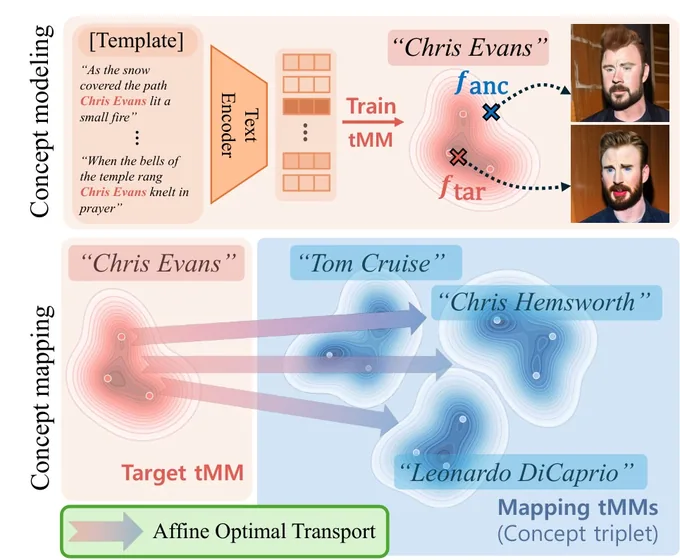 Concept modeling
[Template]
“As the snow
covered the path
Chris Evans lit a
small fire”
⋮
“When the bells of
the temple rang
Chris Evans knelt in
prayer”
Text
Encoder
⋮
Train
tMM
“Chris Evans”
fanc
ftar
Concept mapping
“Chris Evans”
“Tom Cruise”
“Chris Hemsworth”
“Leonardo DiCaprio”
Target tMM
Mapping tMMs
(Concept triplet)
Affine Optimal Transport